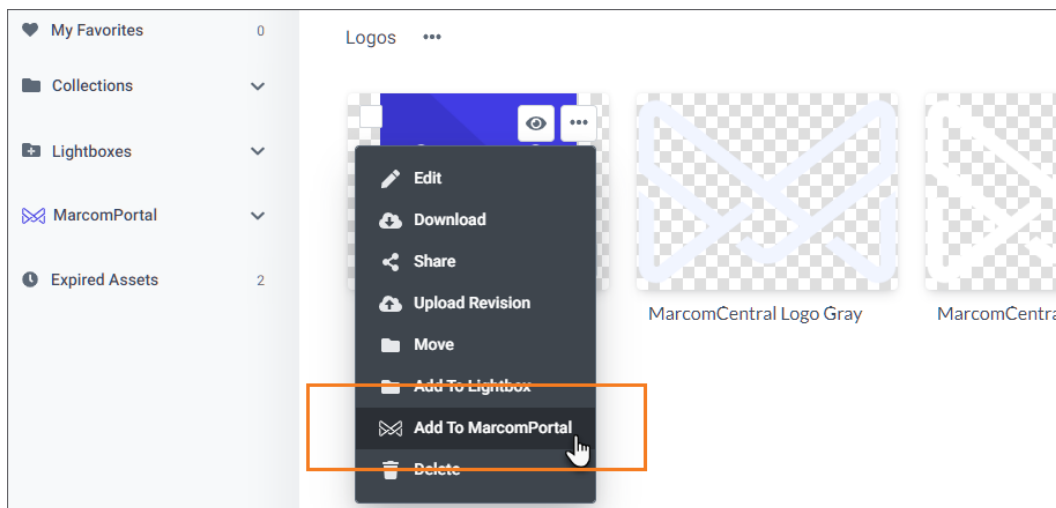 My Favorites 0
Collections
Lightboxes
MarcomPortal
Expired Assets 2
Logos •••
•••
Edit
Download
Share
Upload Revision
Move
Add To Lightbox
Add To MarcomPortal
Delete
MarcomCentral Logo Gray
MarcomCentra